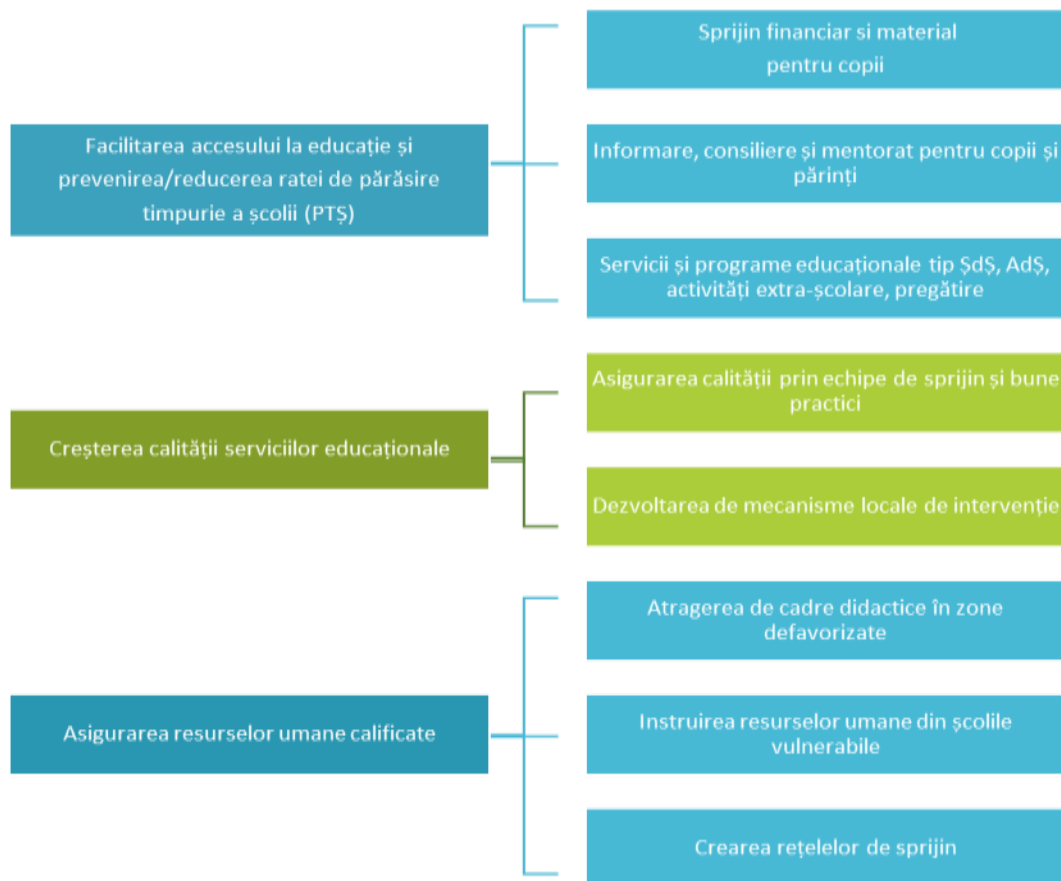 Facilitarea accesului la educație și
prevenirea/reducerea ratei de părăsire
timpurie a școlii (PTȘ)
Sprijin financiar si material
pentru copii
Informare, consiliere și mentorat pentru copii și
părinți
Servicii și programe educaționale tip ȘdȘ, AdȘ,
activități extra-școlare, pregătire
Creșterea calității serviciilor educaționale
Asigurarea calității prin echipe de sprijin și bune
practici
Dezvoltarea de mecanisme locale de intervenție
Asigurarea resurselor umane calificate
Atragerea de cadre didactice în zone
defavorizate
Instruirea resurselor umane din școlile
vulnerabile
Crearea rețelelor de sprijin